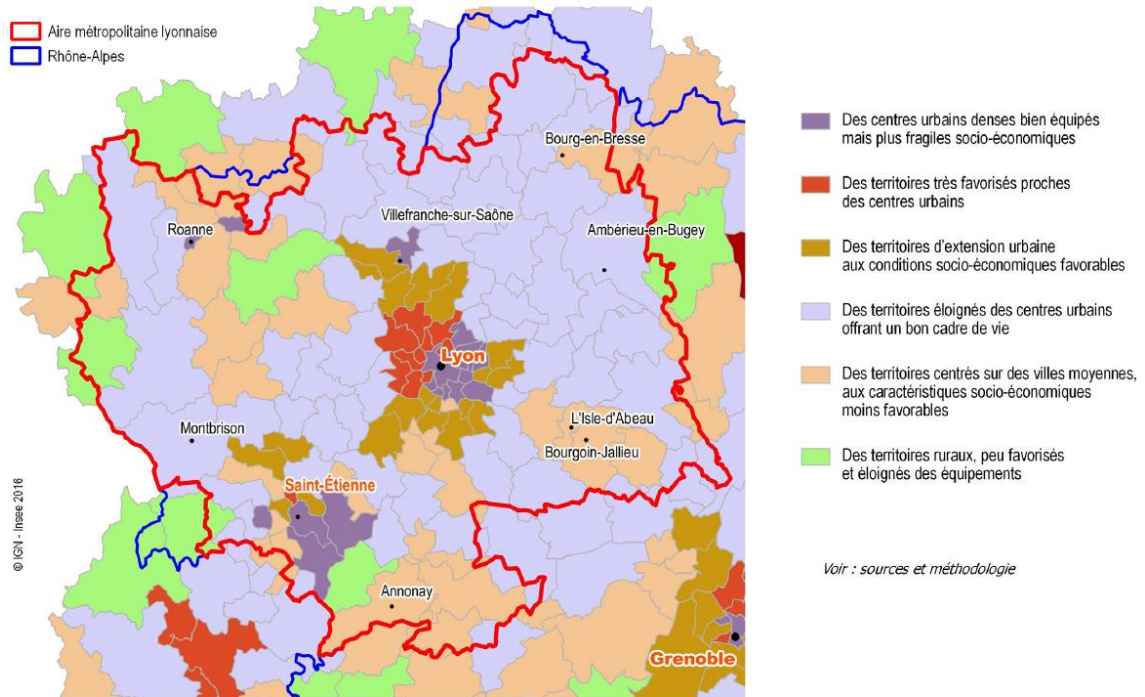 Aire métropolitaine lyonnaise
Rhône-Alpes
Bourg-en-Bresse
Villefranche-sur-Saône
Roanne
Ambérieu-en-Bugey
Lyon
L'Isle-d'Abeau
Montbrison
Bourgoin-Jallieu
Saint-Étienne
Annonay
Grenoble
© IGN - Insee 2016
Des centres urbains denses bien équipés
mais plus fragiles socio-économiques
Des territoires très favorisés proches
des centres urbains
Des territoires d'extension urbaine
aux conditions socio-économiques favorables
Des territoires éloignés des centres urbains
offrant un bon cadre de vie
Des territoires centrés sur des villes moyennes,
aux caractéristiques socio-économiques
moins favorables
Des territoires ruraux, peu favorisés
et éloignés des équipements
Voir : sources et méthodologie